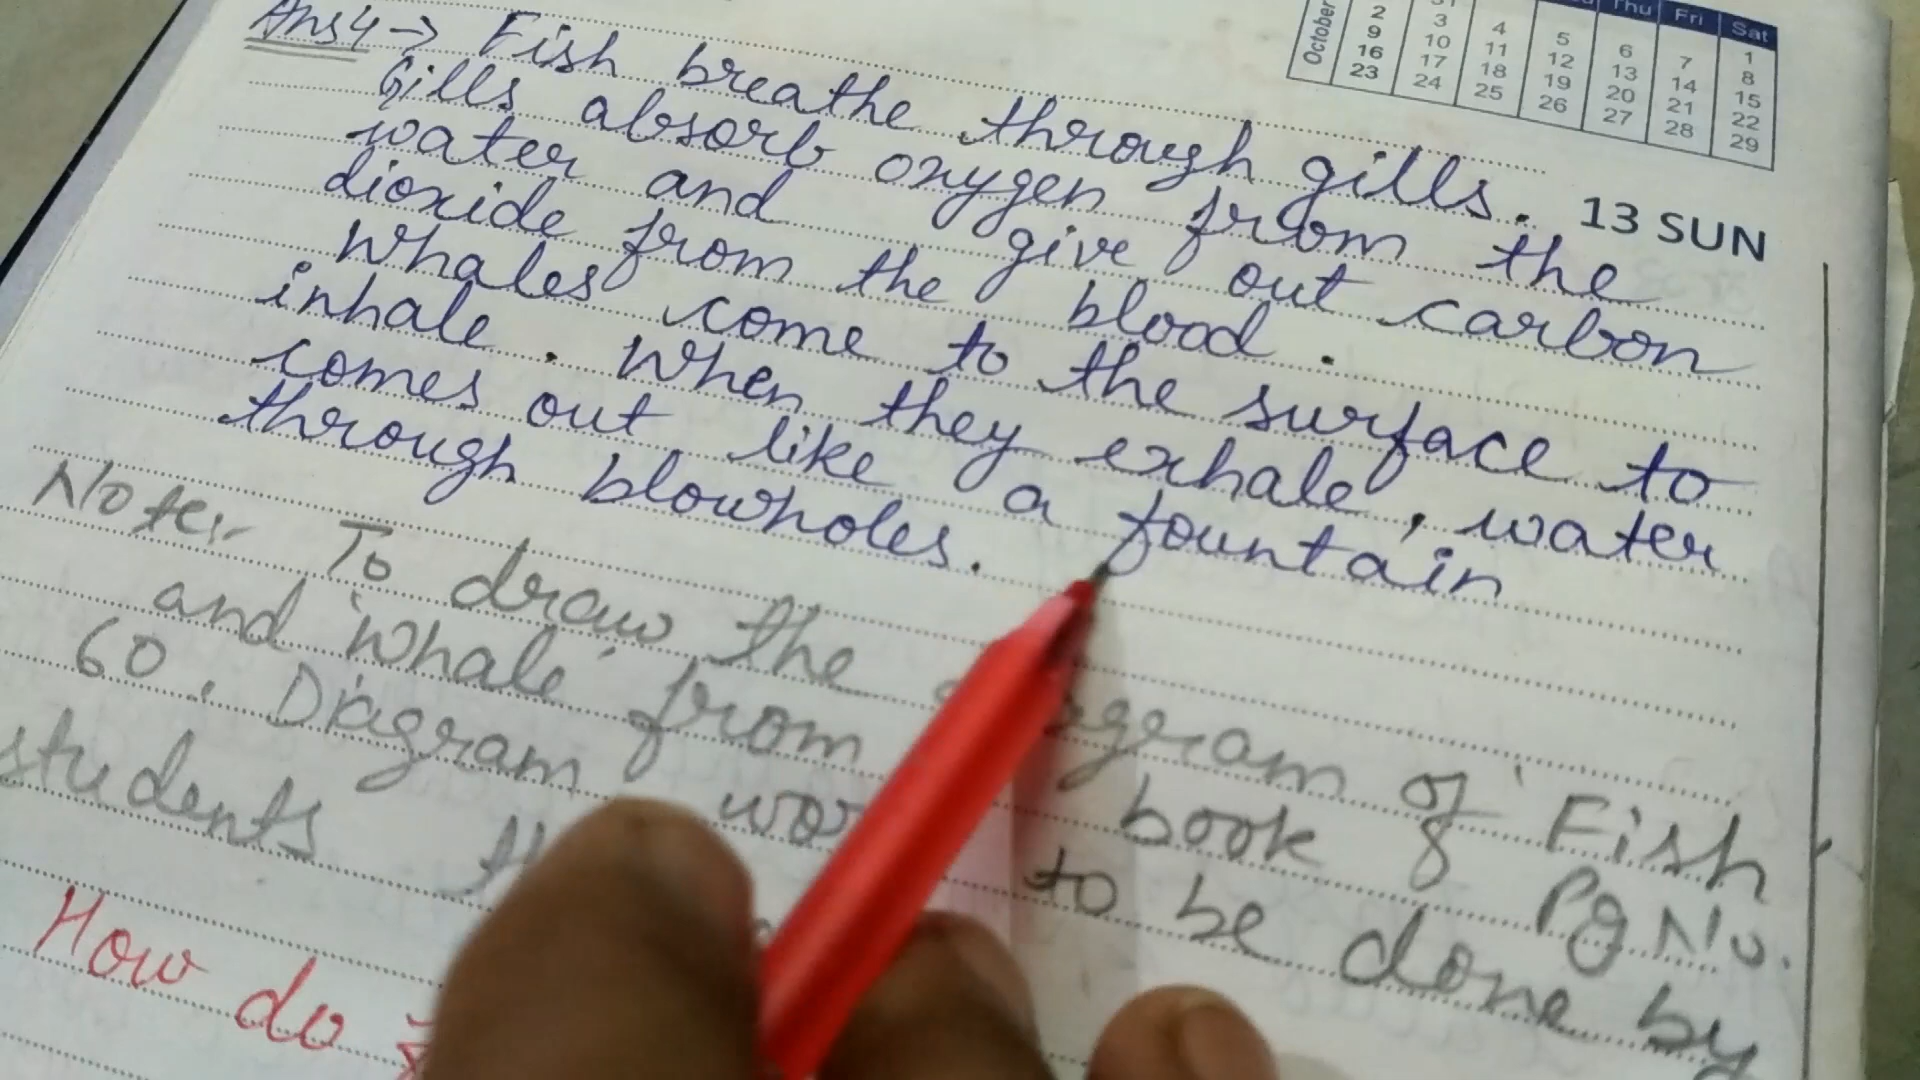 October
Thu Fri Sat
1
2 3 4 5 6 7 8
9 10 11 12 13 14 15
16 17 18 19 20 21 22
23 24 25 26 27 28 29
13 SUN
Ans 4 → Fish breathe through gills.
Gills absorb oxygen from the
water and give out carbon
dioxide from the blood.
Whales come to the surface to
inhale. When they exhale, water
comes out like a fountain
through blowholes.
Note:- To draw the diagram of 'Fish
and 'whale' from book Pg No.
60. Diagram to be done by
students
How do